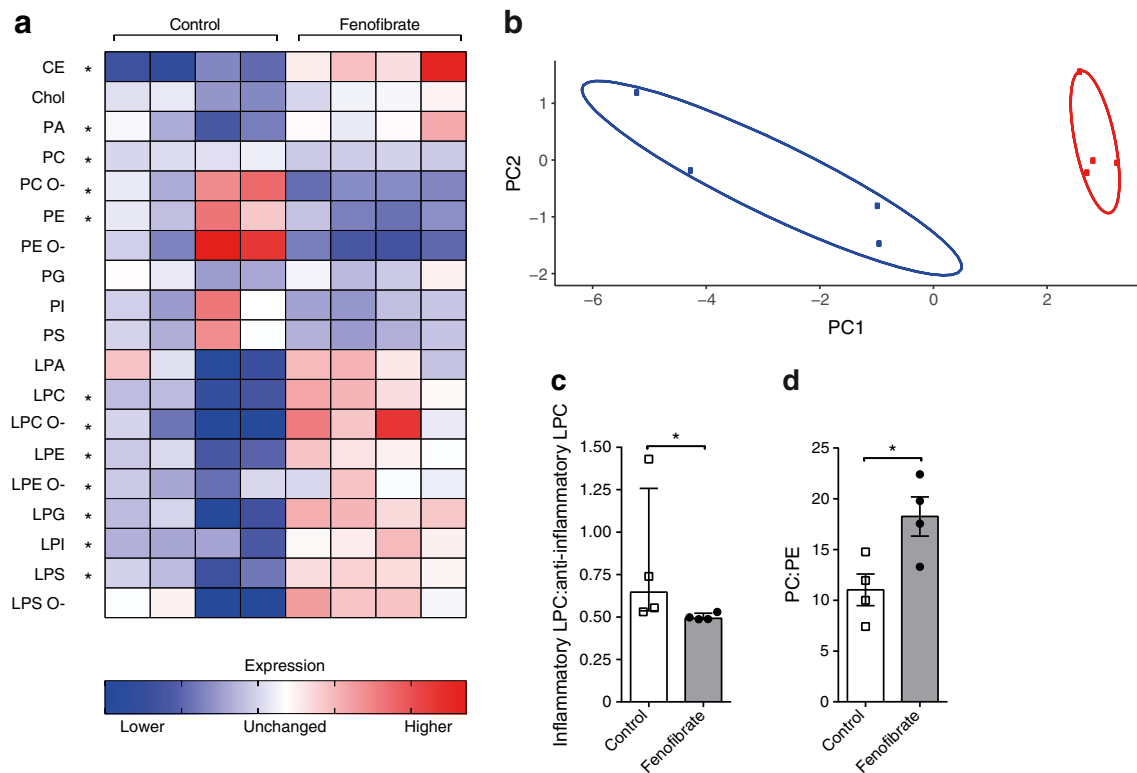 a
Control Fenofibrate
CE *
Chol
PA *
PC *
PC O- *
PE *
PE O-
PG
PI
PS
LPA
LPC *
LPC O- *
LPE *
LPE O- *
LPG *
LPI *
LPS *
LPS O-
Expression
Lower Unchanged Higher
b
PC2
1
0
−1
−2
−6 −4 −2 0 2
PC1
c
Inflammatory LPC:anti-inflammatory LPC
*
1.50
1.25
1.00
0.75
0.50
0.25
0
Control Fenofibrate
d
PC:PE
*
25
20
15
10
5
0
Control Fenofibrate